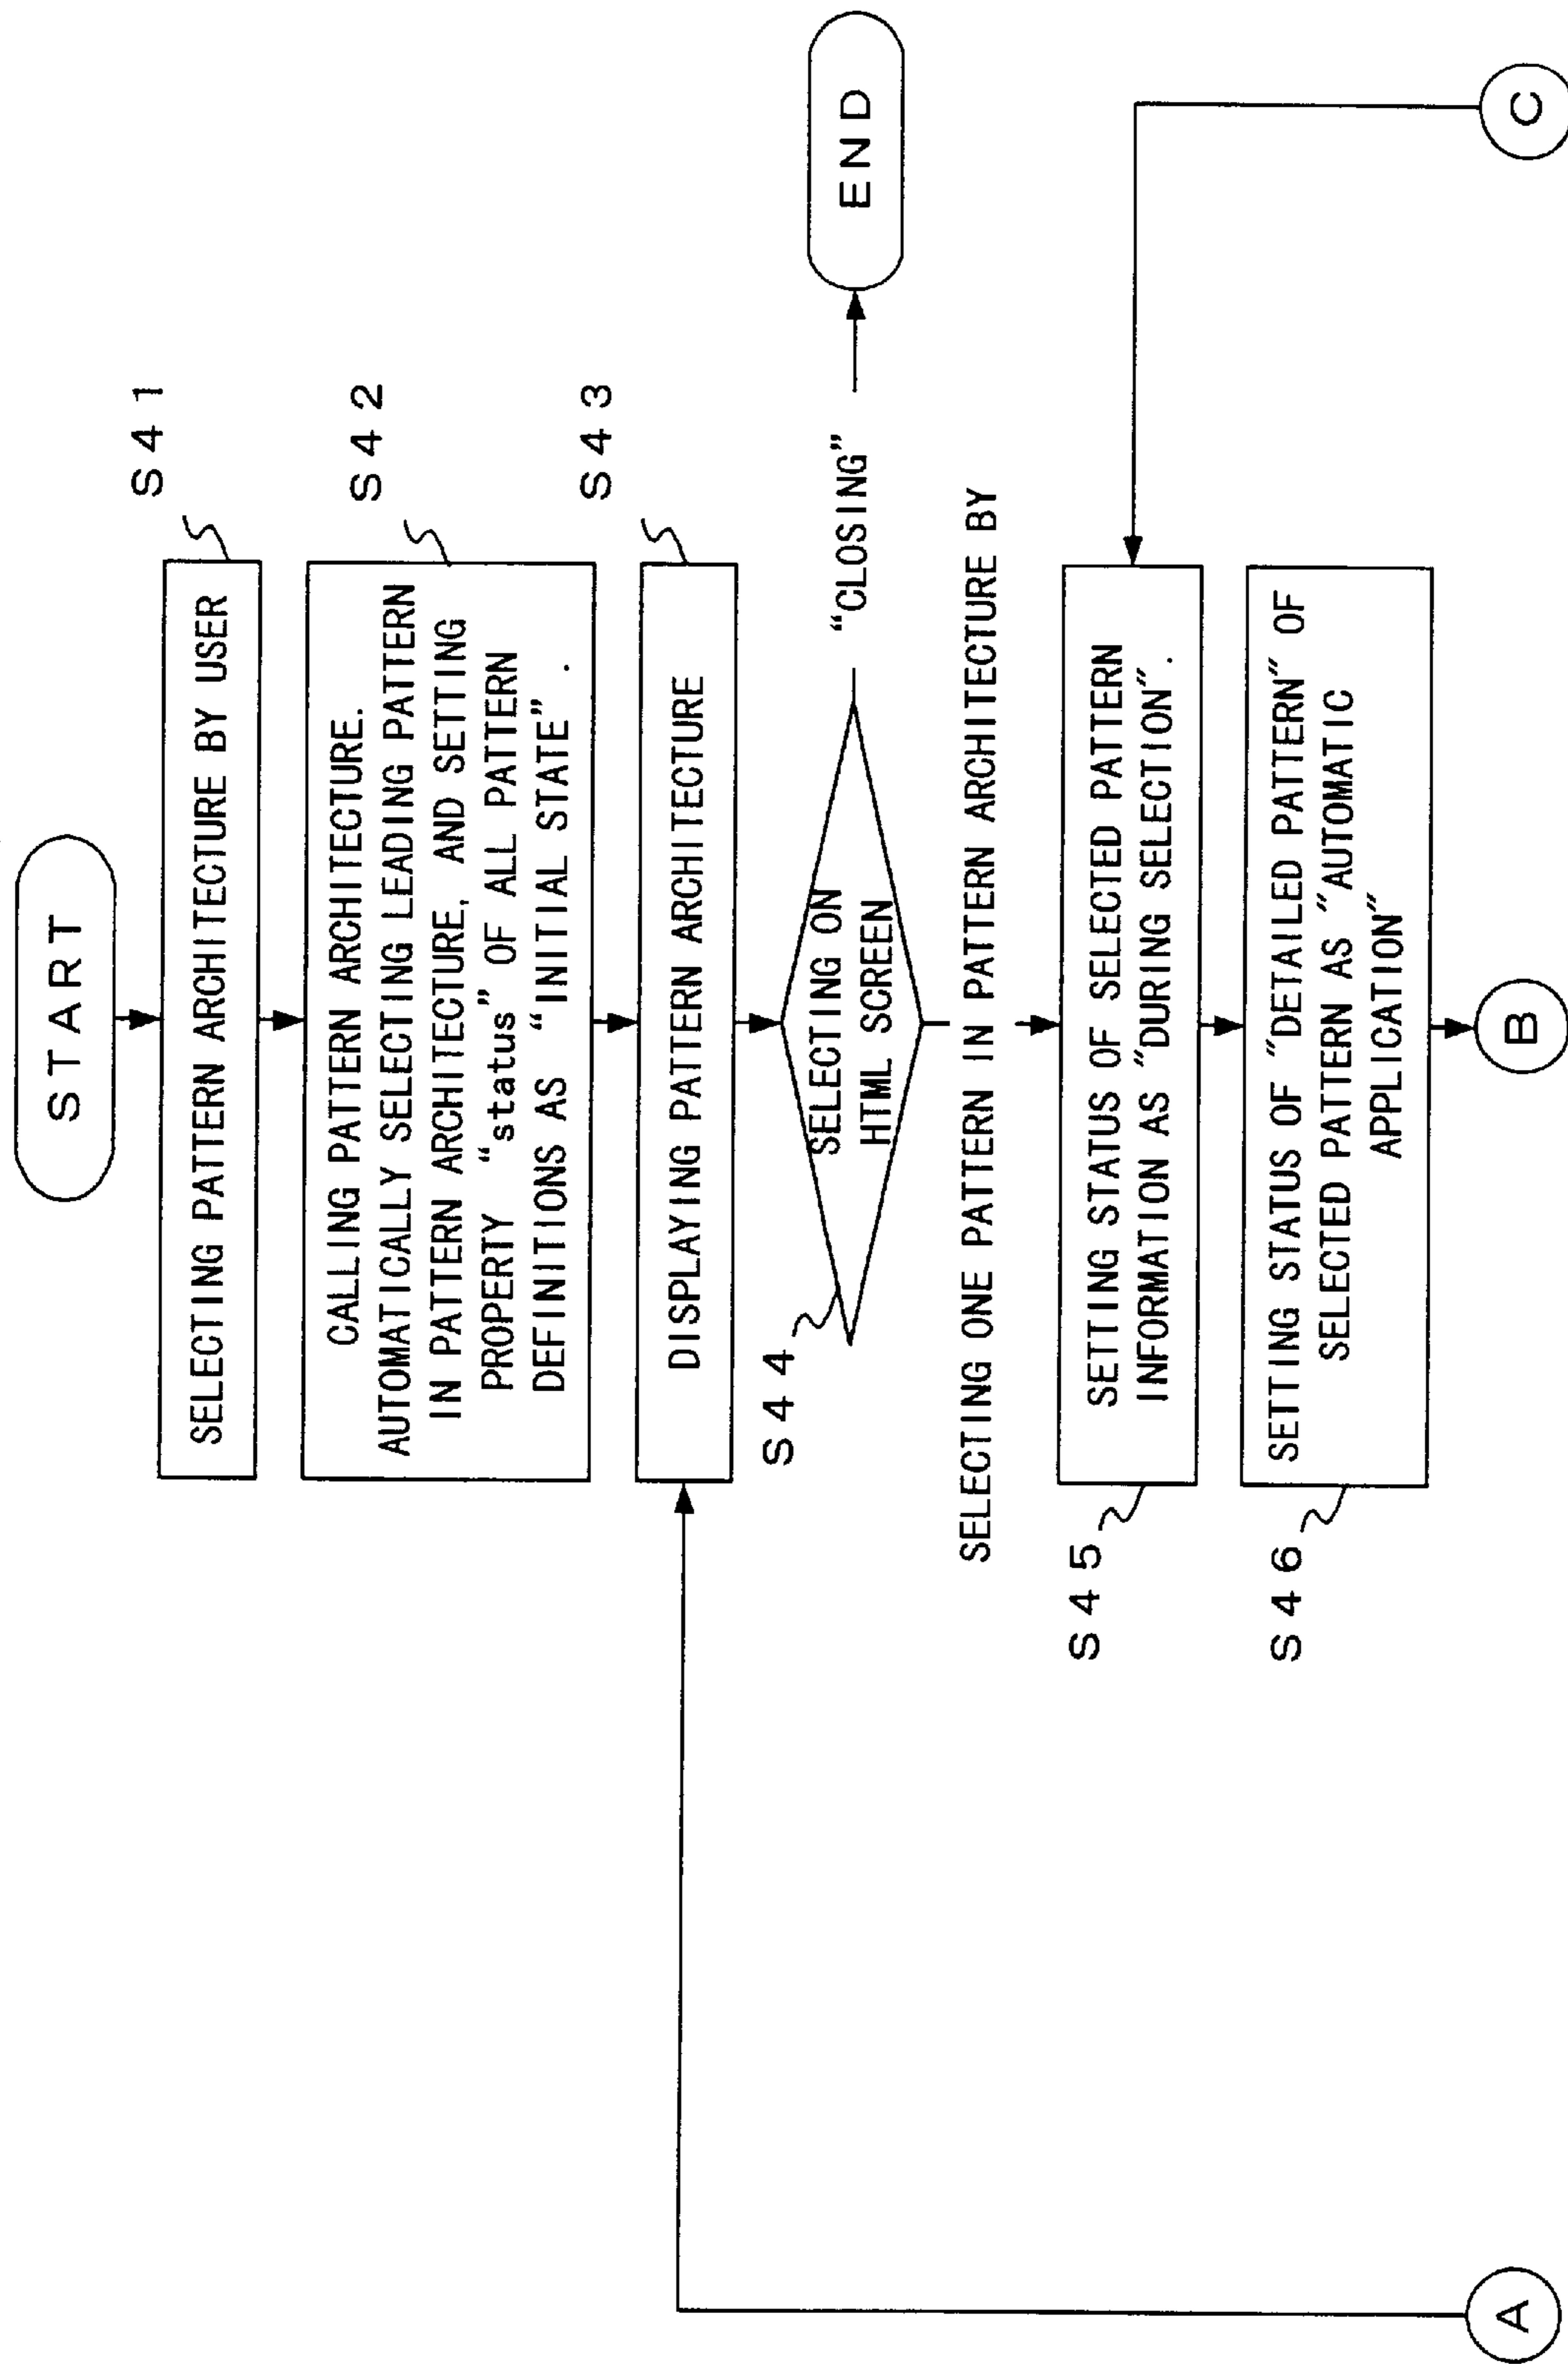 START
S41
SELECTING PATTERN ARCHITECTURE BY USER
S42
CALLING PATTERN ARCHITECTURE.
AUTOMATICALLY SELECTING LEADING PATTERN
IN PATTERN ARCHITECTURE, AND SETTING
PROPERTY “status” OF ALL PATTERN
DEFINITIONS AS “INITIAL STATE”.
S43
DISPLAYING PATTERN ARCHITECTURE
S44
SELECTING ON
HTML SCREEN
“CLOSING”
END
SELECTING ONE PATTERN IN PATTERN ARCHITECTURE BY
S45
SETTING STATUS OF SELECTED PATTERN
INFORMATION AS "DURING SELECTION".
S46
SETTING STATUS OF "DETAILED PATTERN" OF
SELECTED PATTERN AS "AUTOMATIC
APPLICATION"
A
B
C